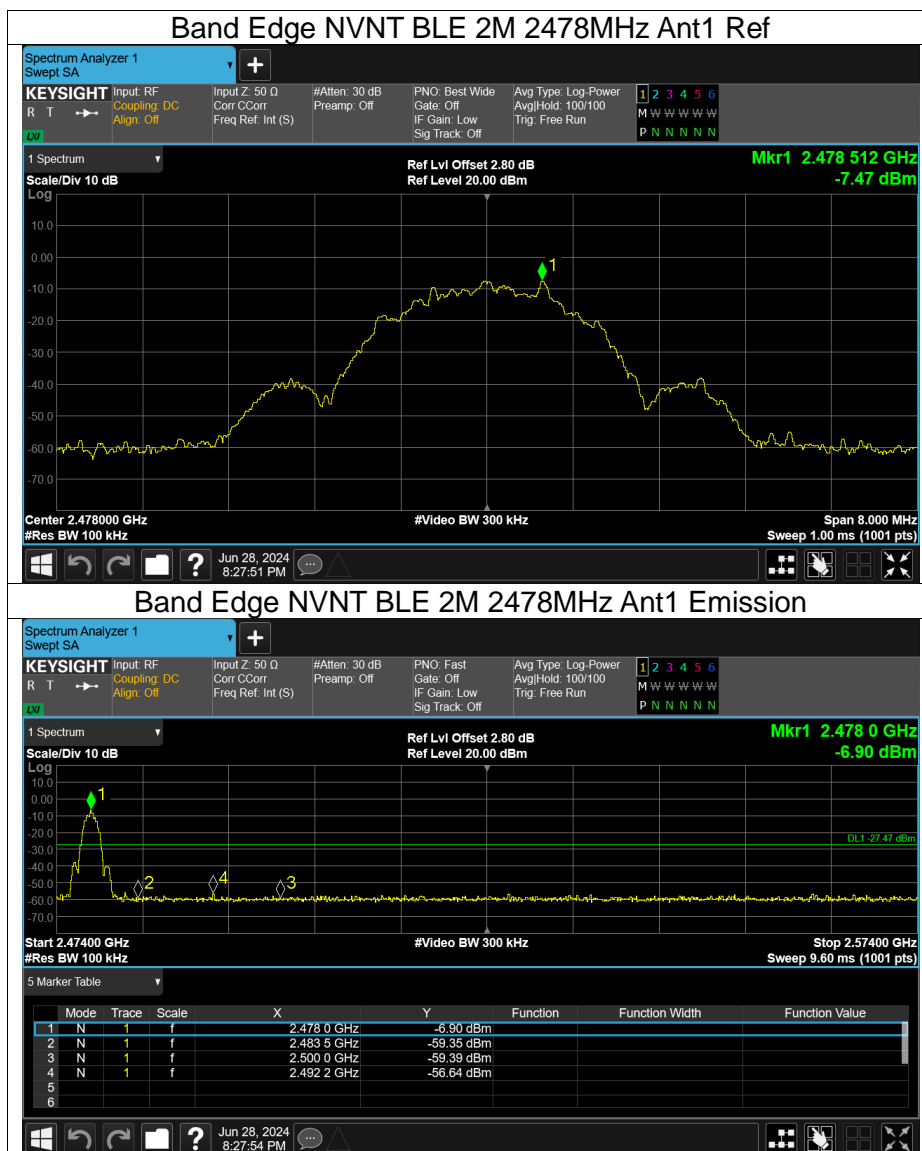 Band Edge NVNT BLE 2M 2478MHz Ant1 Ref
Spectrum Analyzer 1
Swept SA
+
KEYSIGHT Input: RF Input Z: 50 Ω #Atten: 30 dB PNO: Best Wide Avg Type: Log-Power 1 2 3 4 5 6
R T Coupling: DC Corr CCorr Preamp: Off Gate: Off Avg|Hold: 100/100 M W W W W W
Align: Off Freq Ref: Int (S) IF Gain: Low Trig: Free Run
LXI Sig Track: Off P N N N N N
1 Spectrum Ref Lvl Offset 2.80 dB Mkr1 2.478 512 GHz
Scale/Div 10 dB Ref Level 20.00 dBm -7.47 dBm
Log
10.0
0.00
1
-10.0
-20.0
-30.0
-40.0
-50.0
-60.0
-70.0
Center 2.478000 GHz #Video BW 300 kHz Span 8.000 MHz
#Res BW 100 kHz Sweep 1.00 ms (1001 pts)
? Jun 28, 2024
8:27:51 PM
Band Edge NVNT BLE 2M 2478MHz Ant1 Emission
Spectrum Analyzer 1
Swept SA
+
KEYSIGHT Input: RF Input Z: 50 Ω #Atten: 30 dB PNO: Fast Avg Type: Log-Power 1 2 3 4 5 6
R T Coupling: DC Corr CCorr Preamp: Off Gate: Off Avg|Hold: 100/100 M W W W W W
Align: Off Freq Ref: Int (S) IF Gain: Low Trig: Free Run
LXI Sig Track: Off P N N N N N
1 Spectrum Ref Lvl Offset 2.80 dB Mkr1 2.478 0 GHz
Scale/Div 10 dB Ref Level 20.00 dBm -6.90 dBm
Log
10.0
0.00 1
-10.0
-20.0
DL1 -27.47 dBm
-30.0
-40.0
-50.0 2 4 3
-60.0
-70.0
Start 2.47400 GHz #Video BW 300 kHz Stop 2.57400 GHz
#Res BW 100 kHz Sweep 9.60 ms (1001 pts)
5 Marker Table
Mode Trace Scale X Y Function Function Width Function Value
1 N 1 f 2.478 0 GHz -6.90 dBm
2 N 1 f 2.483 5 GHz -59.35 dBm
3 N 1 f 2.500 0 GHz -59.39 dBm
4 N 1 f 2.492 2 GHz -56.64 dBm
5
6
? Jun 28, 2024
8:27:54 PM